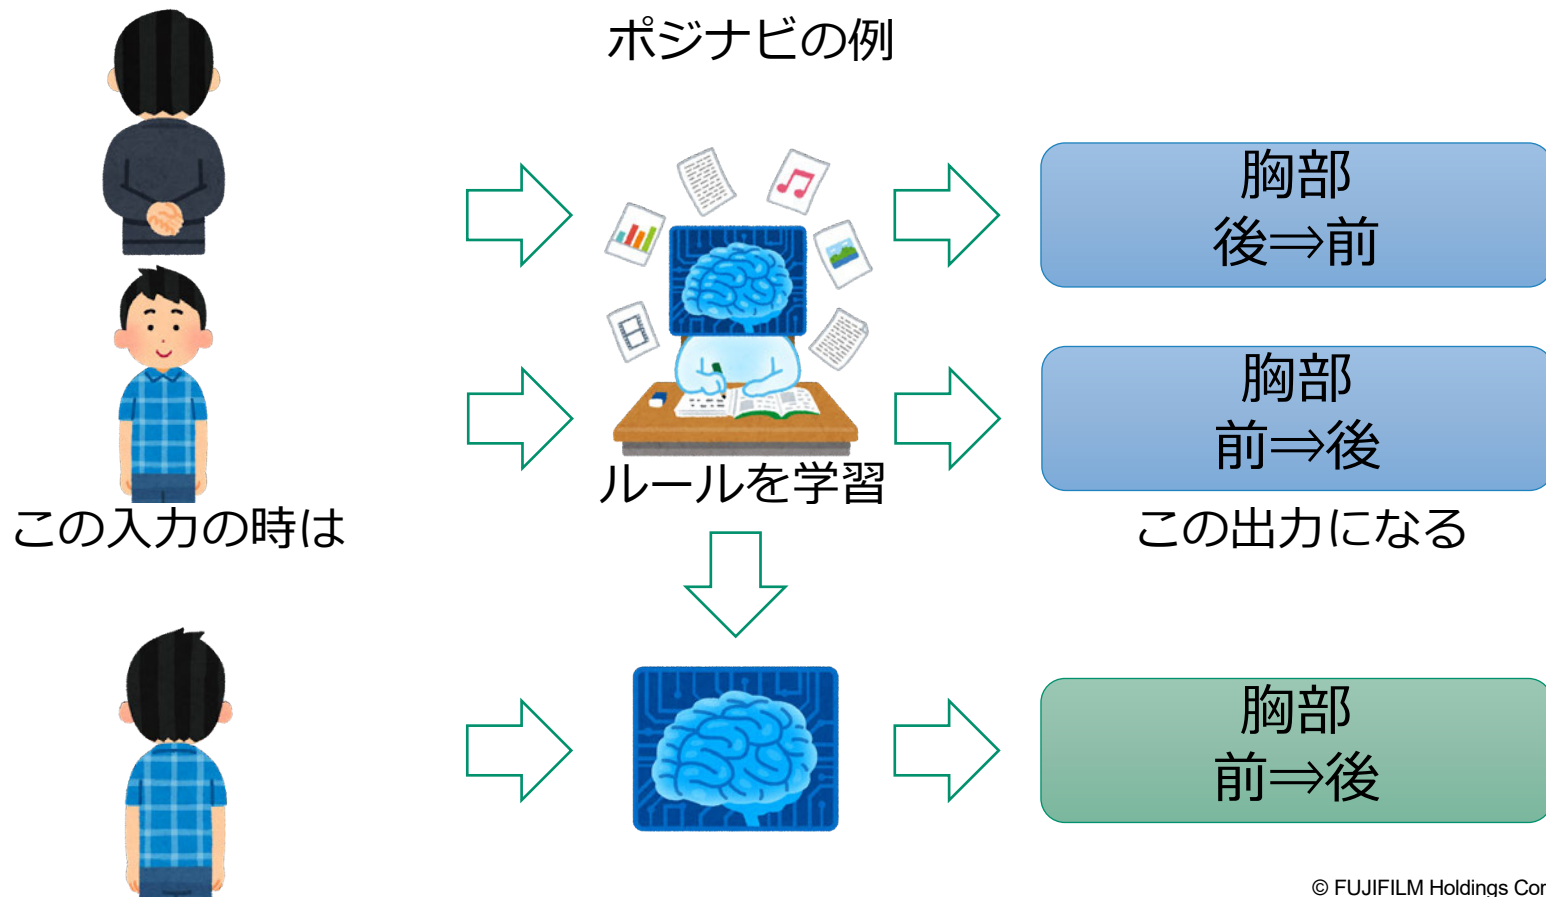 ポジナビの例
胸部
後⇒前
胸部
前⇒後
ルールを学習
この入力の時は
この出力になる
胸部
前⇒後
© FUJIFILM Holdings Cor